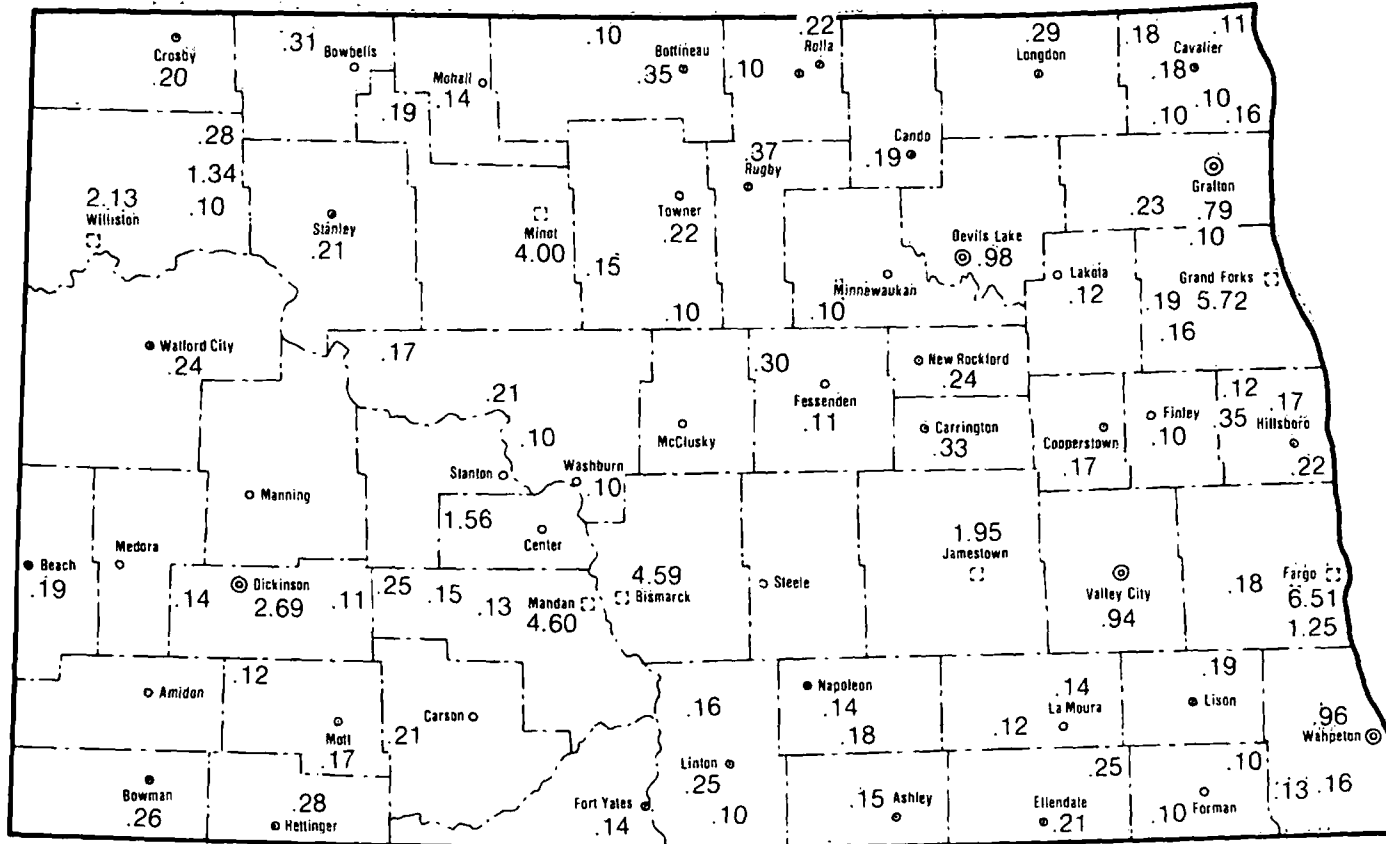 .22
.31
.10
Rolla
.29
.18
.11
Crosby
Bowbells
Bottineau
.10
Longdon
Cavalier
.20
Mohall
.35
.18
.19
.14
.10
.10
.16
.28
Cando
.37
.19
Rugby
1.34
Grafton
2.13
.10
Towner
.23
.79
Williston
Stanley
Minot
.22
.10
.21
4.00
Devils Lake
.98
.15
Minnewaukan
Lakota
Grand Forks
.12
.19
5.72
.10
.10
.16
Watford City
.17
.30
New Rockford
.24
.24
.21
Fessenden
.12
.17
.11
Carrington
Finley
.35
Hillsboro
McClusky
.33
Cooperstown
.10
.10
.17
.22
Stanton
Washburn
.10
Manning
1.56
1.95
Center
Jamestown
Medora
Beach
Dickinson
.25
4.59
Steele
.18
Fargo
.19
.14
2.69
.11
.15
.13
Mandan
Bismarck
Valley City
6.51
4.60
.94
1.25
.12
.19
Amidon
.16
Napoleon
.14
Lison
Carson
.14
La Moura
.96
Mott
.21
.18
.12
Wahpeton
.17
Linton
.25
.10
Bowman
.28
.25
.15
Ashley
Ellendale
.13
.16
.26
Hettinger
Fort Yates
.10
.21
.10
Forman
.14